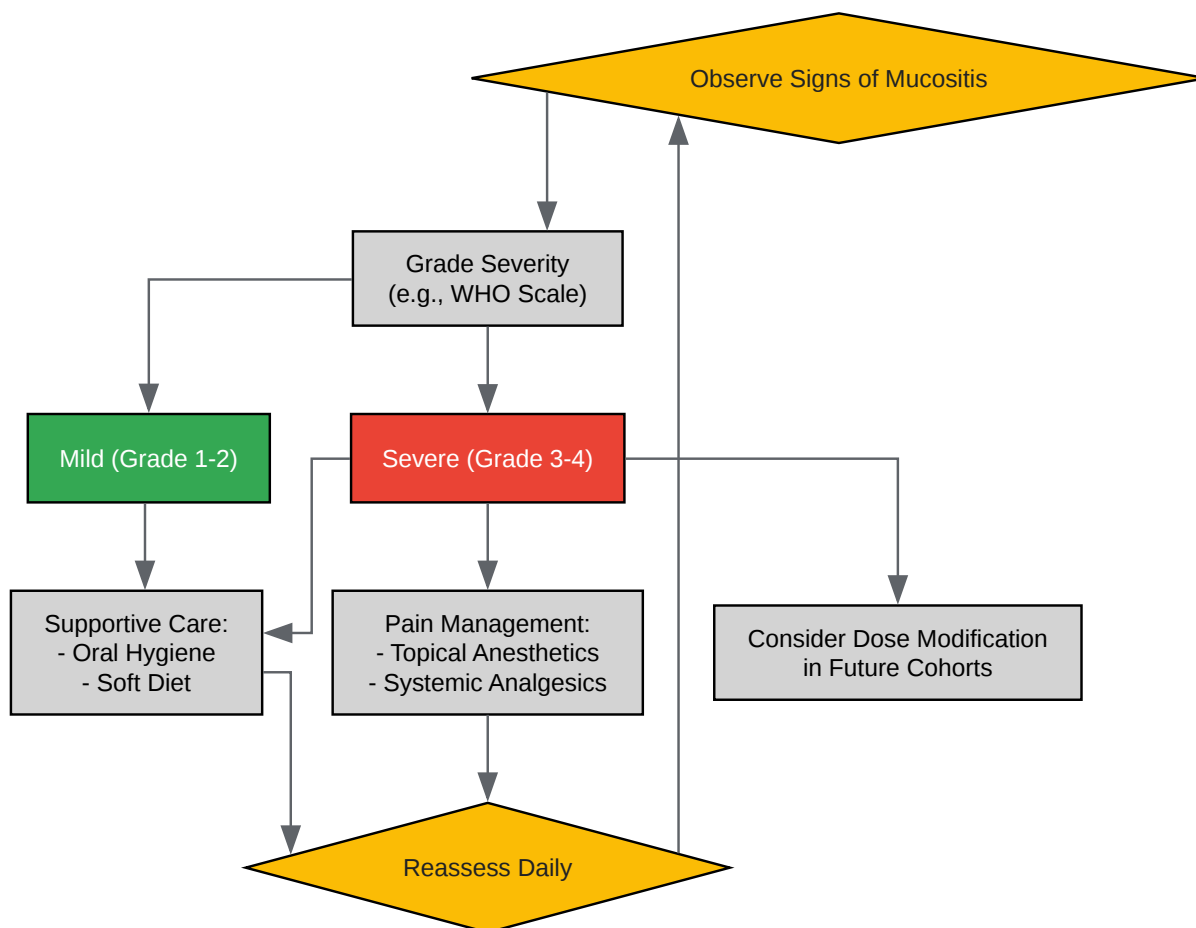 Observe Signs of Mucositis
Grade Severity
(e.g., WHO Scale)
Mild (Grade 1-2)
Severe (Grade 3-4)
Supportive Care:
- Oral Hygiene
- Soft Diet
Pain Management:
- Topical Anesthetics
- Systemic Analgesics
Consider Dose Modification
in Future Cohorts
Reassess Daily